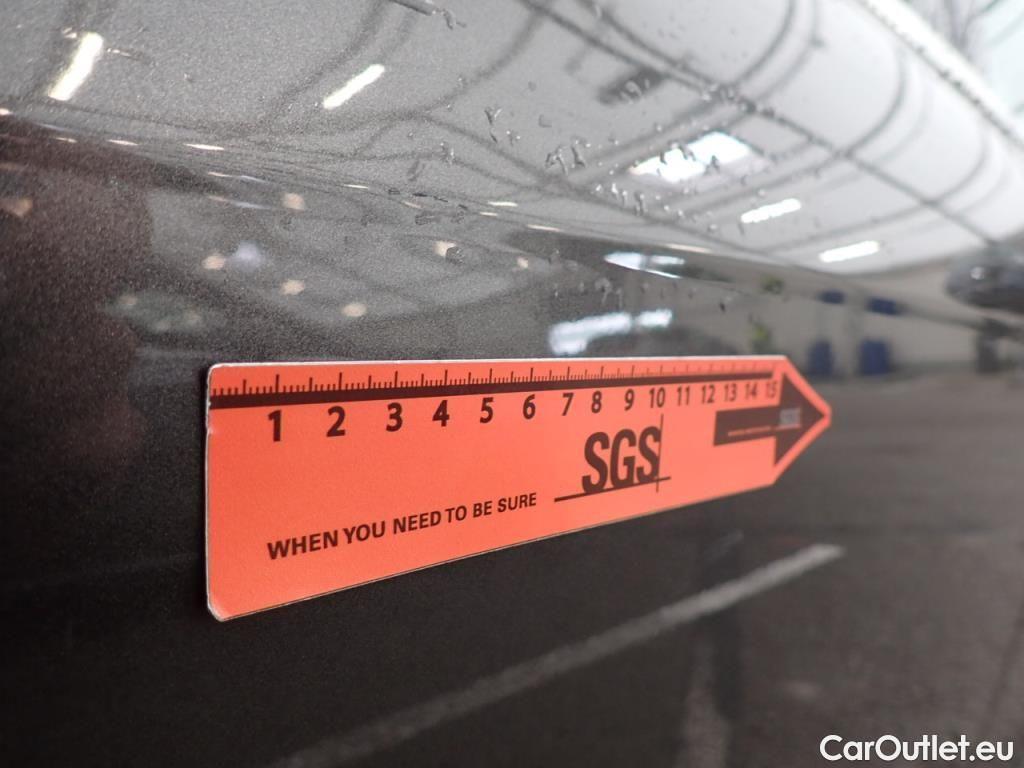 1 2 3 4 5 6 7 8 9 10 11 12 13 14 15
SGS
WHEN YOU NEED TO BE SURE
CarOutlet.eu